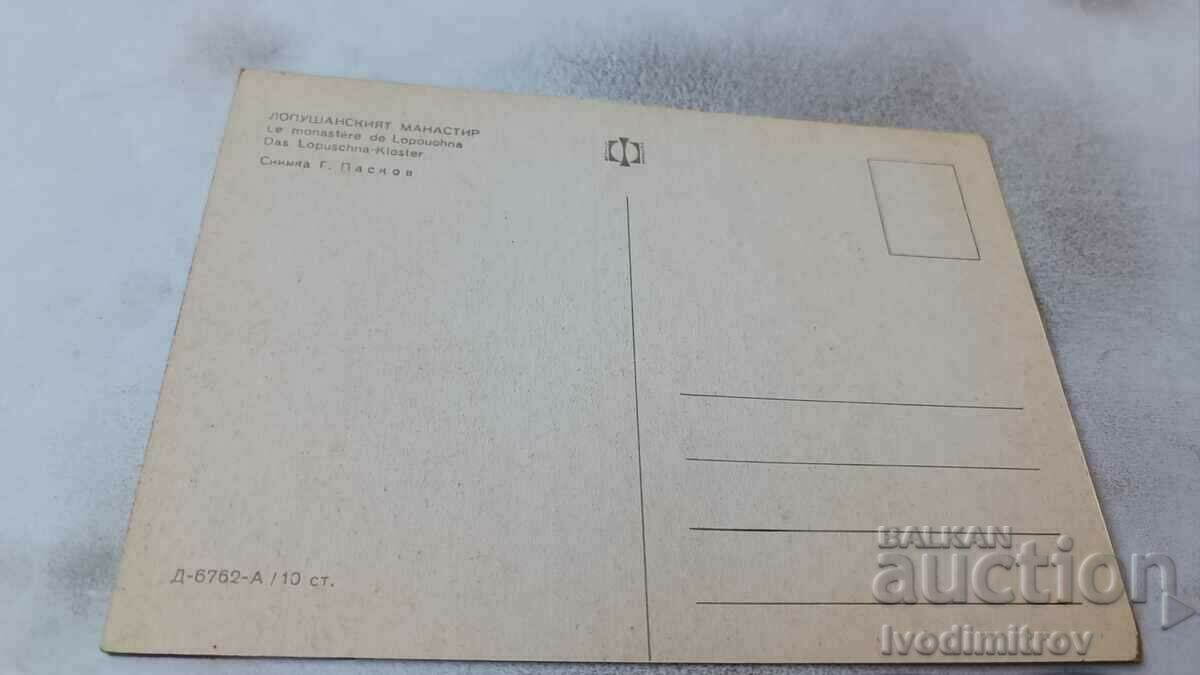 ЛОПУШАНСКИЯТ МАНАСТИР
Le monastère de Lopouchna
Das Lopuschna-Kloster
Снимка Г. Пасков
Д-6762-А / 10 ст.
BALKAN
auction
Ivodimitrov